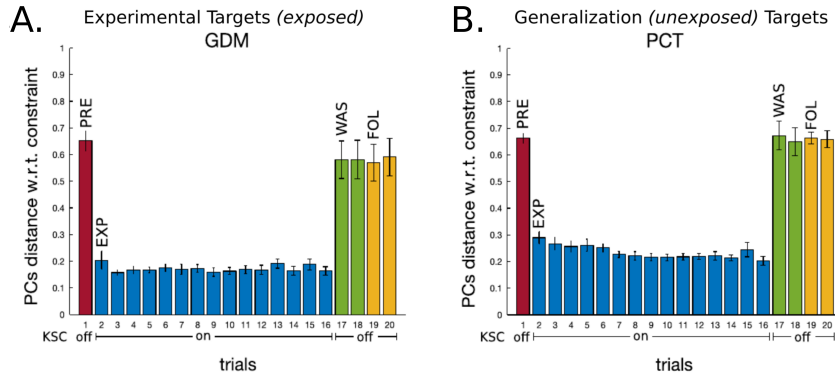 A.
Experimental Targets (exposed)
GDM
PCs distance w.r.t. constraint
1
0.9
0.8
0.7
0.6
0.5
0.4
0.3
0.2
0.1
0
PRE
EXP
WAS
FOL
1 2 3 4 5 6 7 8 9 10 11 12 13 14 15 16 17 18 19 20
KSC off on off
trials
B.
Generalization (unexposed) Targets
PCT
PCs distance w.r.t. constraint
1
0.9
0.8
0.7
0.6
0.5
0.4
0.3
0.2
0.1
0
PRE
EXP
WAS
FOL
1 2 3 4 5 6 7 8 9 10 11 12 13 14 15 16 17 18 19 20
KSC off on off
trials